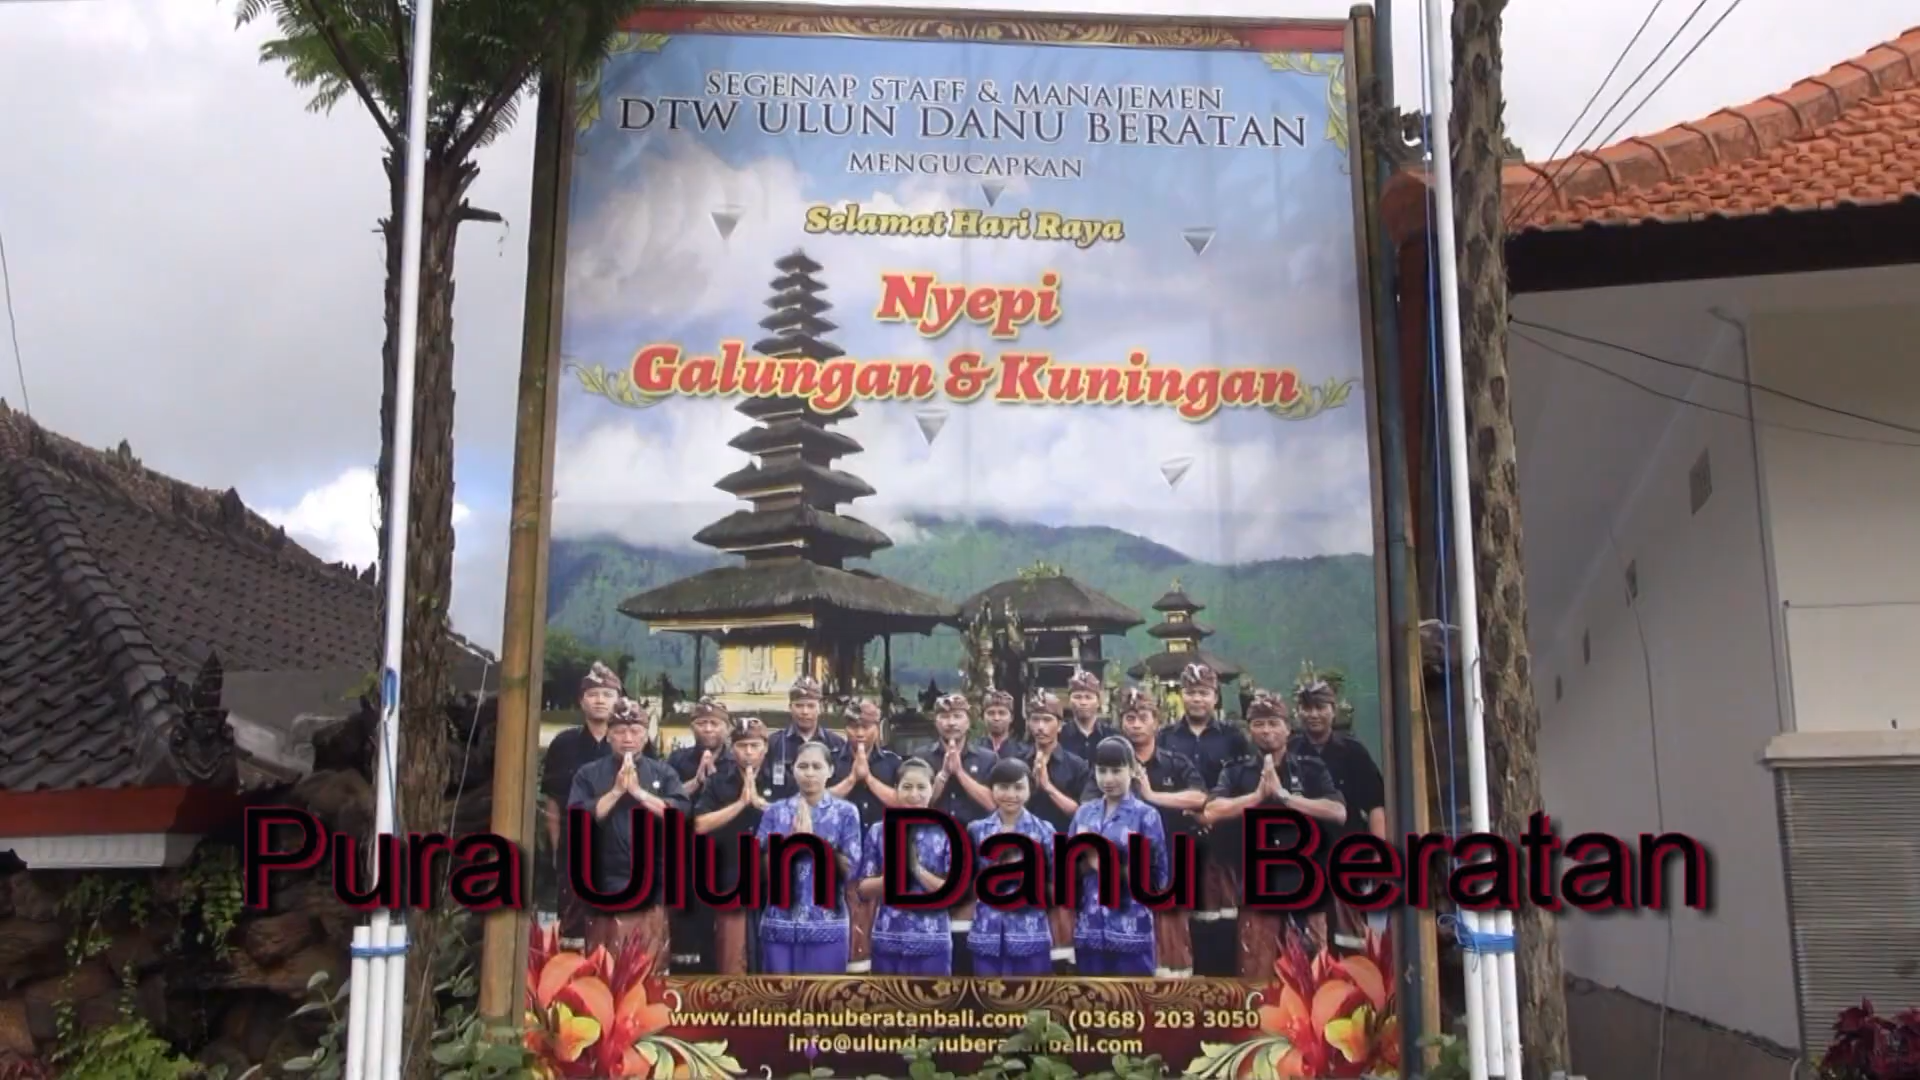 SEGENAP STAFF & MANAJEMEN
DTW ULUN DANU BERATAN
MENGUCAPKAN
Selamat Hari Raya
Nyepi
Galungan & Kuningan
Pura Ulun Danu Beratan
www.ulundanuberatanbali.com (0368) 203 3050
info@ulundanuberatanbali.com